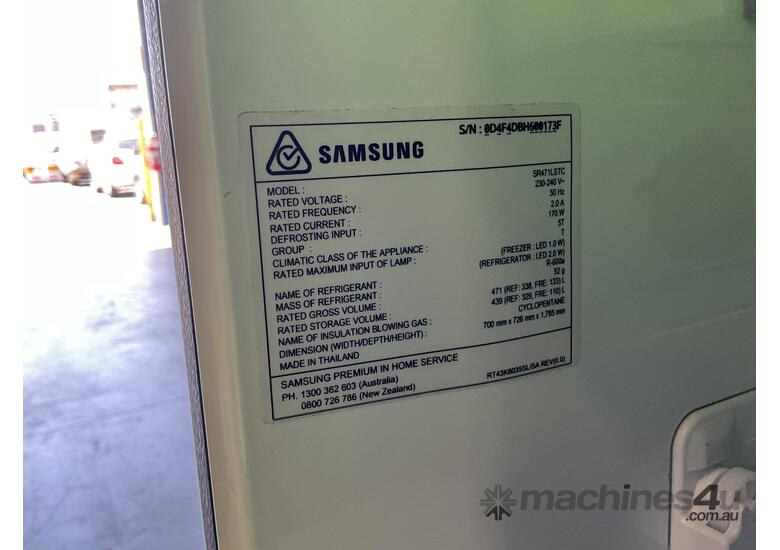 SAMSUNG
S/N : 0D4F4DBH600173F
MODEL : SR471LSTC
RATED VOLTAGE : 230-240 V~
RATED FREQUENCY : 50 Hz
RATED CURRENT : 2.0 A
DEFROSTING INPUT : 170 W
GROUP : 5T
CLIMATIC CLASS OF THE APPLIANCE : T
RATED MAXIMUM INPUT OF LAMP : (FREEZER : LED 1.0 W)
(REFRIGERATOR : LED 2.0 W)
NAME OF REFRIGERANT : R-600a
MASS OF REFRIGERANT : 52 g
RATED GROSS VOLUME : 471 (REF: 338, FRE: 133) L
RATED STORAGE VOLUME : 439 (REF: 329, FRE: 110) L
NAME OF INSULATION BLOWING GAS : CYCLOPENTANE
DIMENSION (WIDTH/DEPTH/HEIGHT) : 700 mm x 726 mm x 1,785 mm
MADE IN THAILAND
SAMSUNG PREMIUM IN HOME SERVICE
PH. 1300 362 603 (Australia)
0800 726 786 (New Zealand)
RT43K6035SL/SA REV(0.0)
machines4u
.com.au